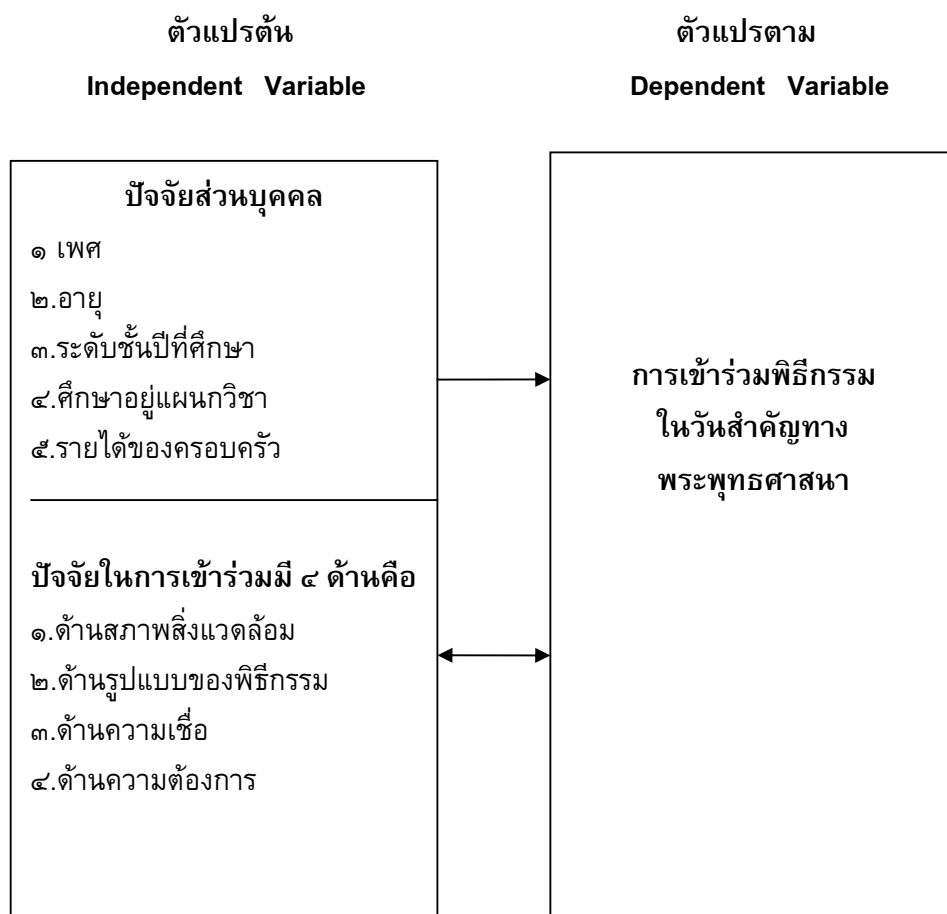 ตัวแปรต้น
Independent Variable
ตัวแปรตาม
Dependent Variable
ปัจจัยส่วนบุคคล
๑ เพศ
๒.อายุ
๓.ระดับชั้นปีที่ศึกษา
๔.ศึกษาอยู่แผนกวิชา
๕.รายได้ของครอบครัว
ปัจจัยในการเข้าร่วมมี ๔ ด้านคือ
๑.ด้านสภาพสิ่งแวดล้อม
๒.ด้านรูปแบบของพิธีกรรม
๓.ด้านความเชื่อ
๔.ด้านความต้องการ
การเข้าร่วมพิธีกรรม
ในวันสำคัญทาง
พระพุทธศาสนา